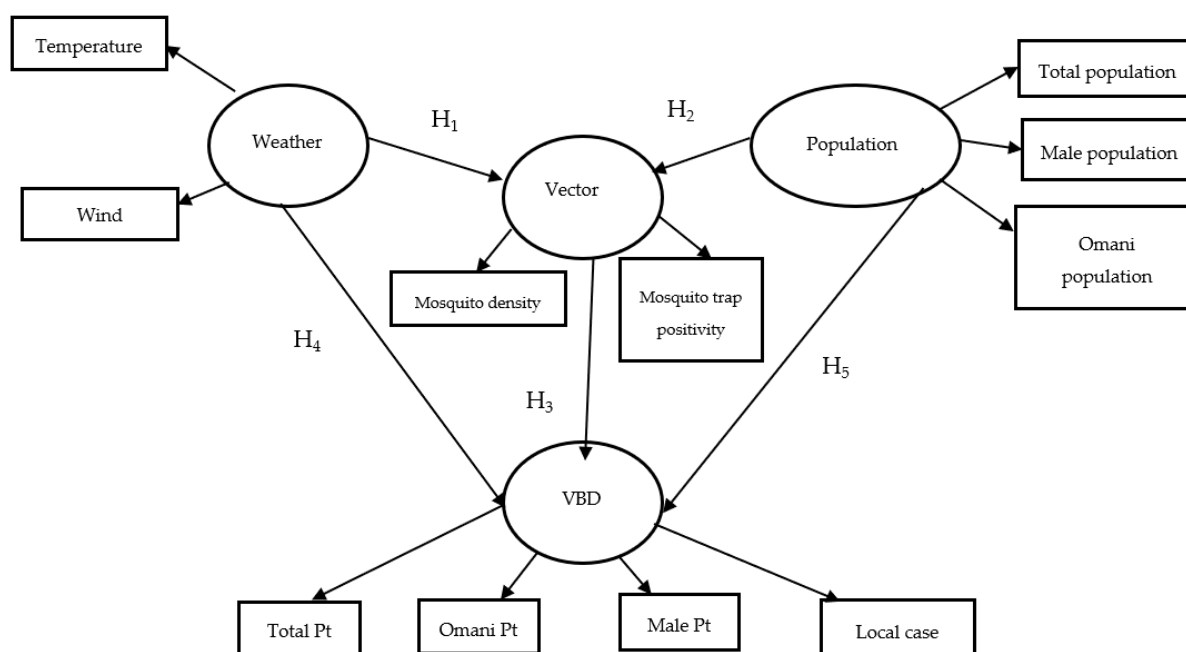 Temperature
Total population
H1
H2
Weather
Population
Male population
Vector
Wind
Omani
population
Mosquito density
Mosquito trap
positivity
H4
H3
H5
VBD
Total Pt
Omani Pt
Male Pt
Local case